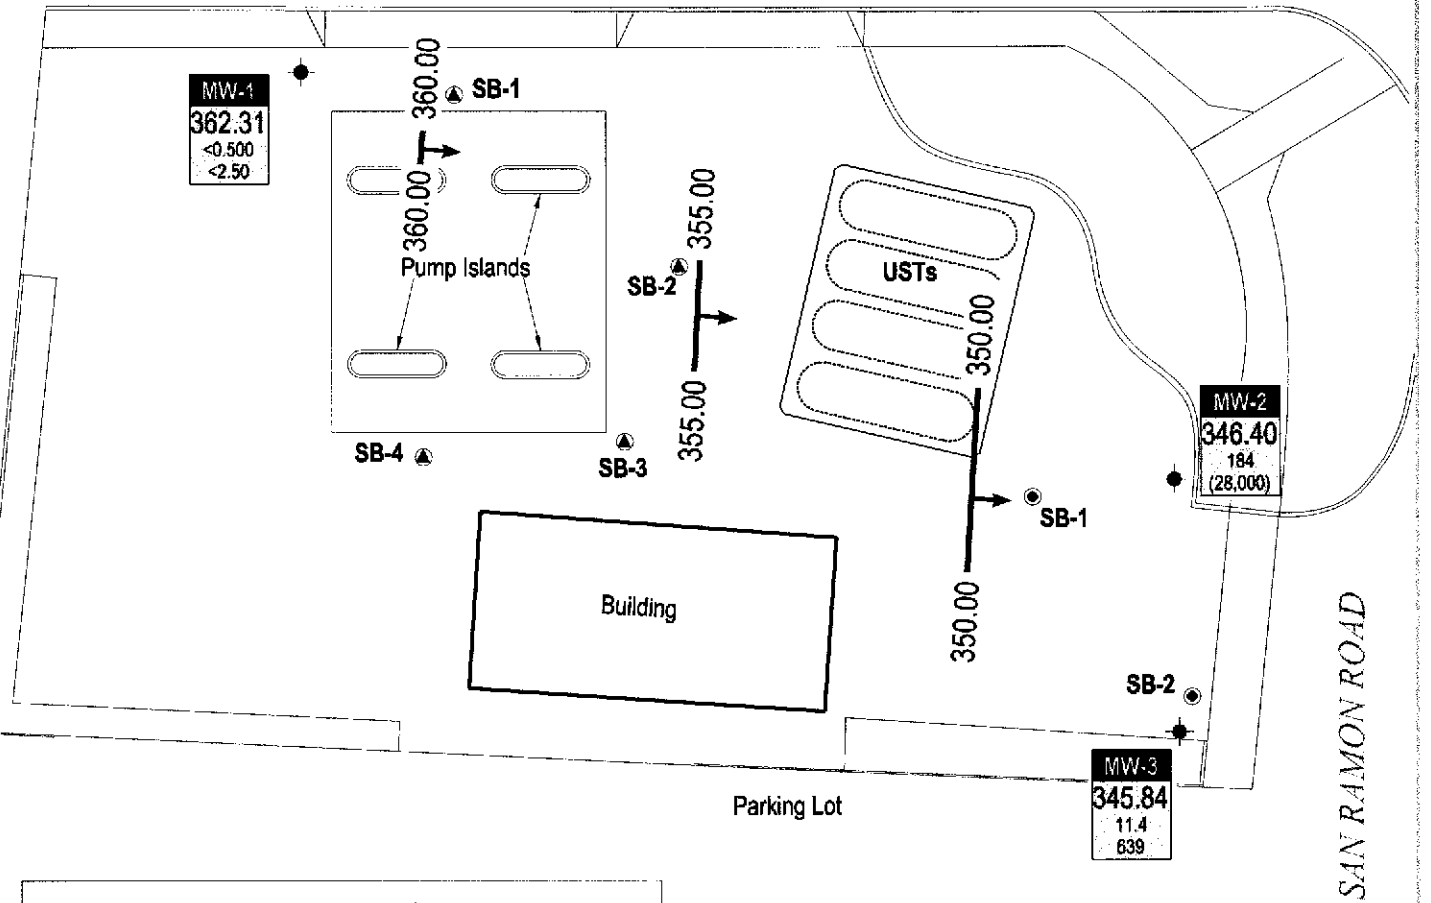 MW-1
362.31
<0.500
<2.50
360.00
SB-1
360.00
Pump Islands
355.00
SB-2
355.00
USTs
350.00
MW-2
346.40
184
(28,000)
SB-4
SB-3
SB-1
350.00
Building
SB-2
MW-3
345.84
11.4
639
Parking Lot
SAN RAMON ROAD